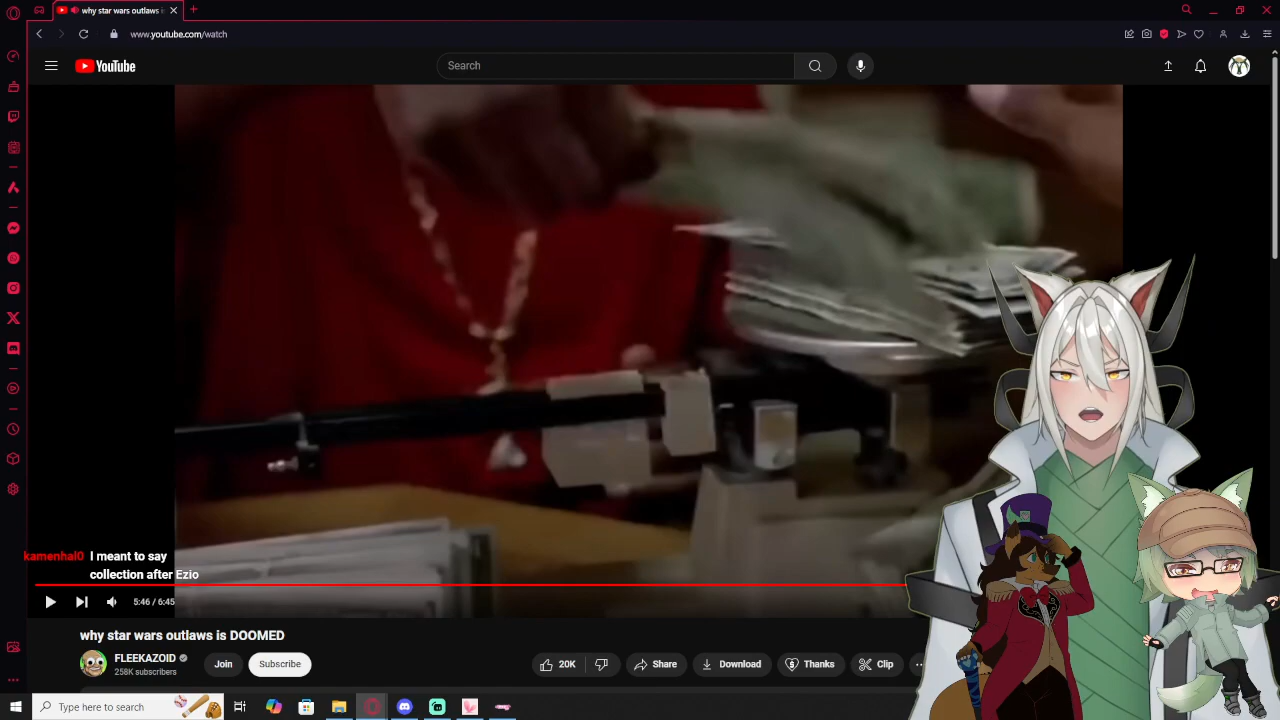 why star wars outlaws is
www.youtube.com/watch
YouTube
Search
kamenhal0 I meant to say
collection after Ezio
5:46 / 6:45
why star wars outlaws is DOOMED
FLEEKAZOID
258K subscribers
Join
Subscribe
20K
Share
Download
Thanks
Clip
Type here to search